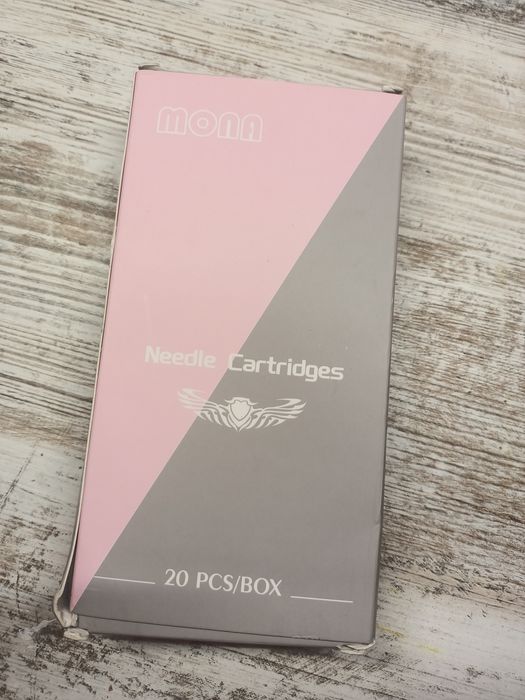 mona
Needle Cartridges
20 PCS/BOX